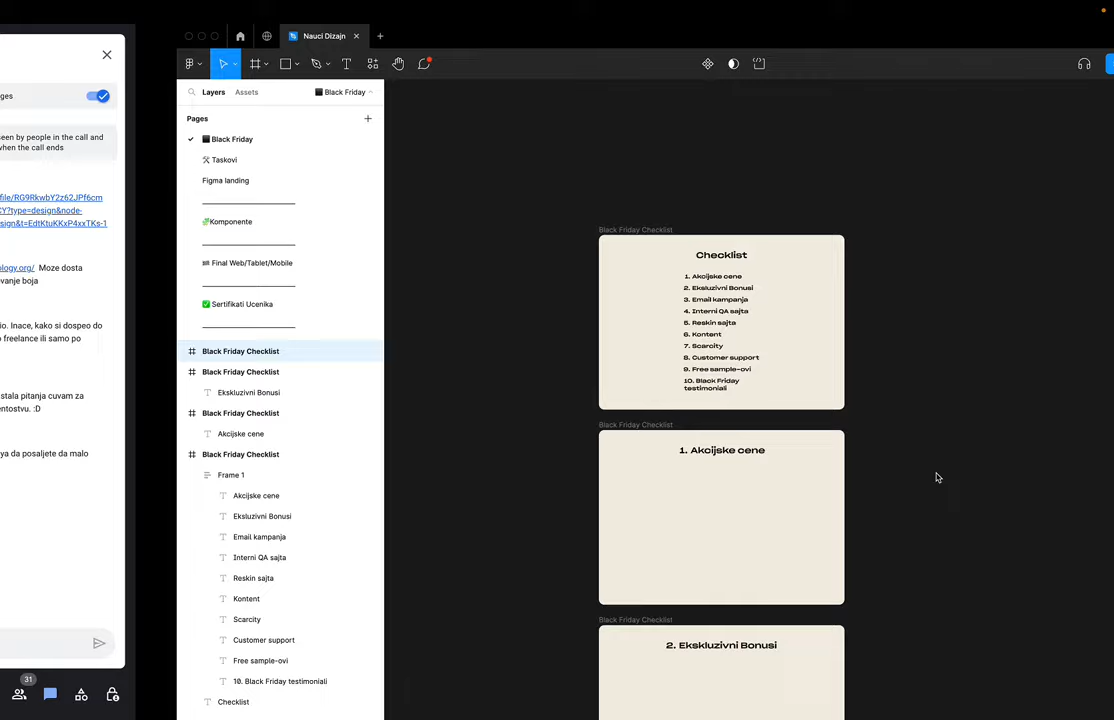 ges
seen by people in the call and
when the call ends
file/RG9RkwbY2z62JPf6cm
CY?type=design&node-
sign&t=EdtKtuKKxP4xxTKs-1
ology.org/ Moze dosta
evanje boja
io. Inace, kako si dospeo do
o freelance ili samo po
stala pitanja cuvam za
entostvu. :D
ya da posaljete da malo
31
Nauci Dizajn
Layers
Assets
Black Friday
Pages
Black Friday
Taskovi
Figma landing
Komponente
Final Web/Tablet/Mobile
Sertifikati Ucenika
Black Friday Checklist
Black Friday Checklist
Ekskluzivni Bonusi
Black Friday Checklist
Akcijske cene
Black Friday Checklist
Frame 1
Akcijske cene
Eksluzivni Bonusi
Email kampanja
Interni QA sajta
Reskin sajta
Kontent
Scarcity
Customer support
Free sample-ovi
10. Black Friday testimoniali
Checklist
Black Friday Checklist
Checklist
1. Akcijske cene
2. Eksluzivni Bonusi
3. Email kampanja
4. Interni QA sajta
5. Reskin sajta
6. Kontent
7. Scarcity
8. Customer support
9. Free sample-ovi
10. Black Friday
testimoniali
Black Friday Checklist
1. Akcijske cene
Black Friday Checklist
2. Ekskluzivni Bonusi